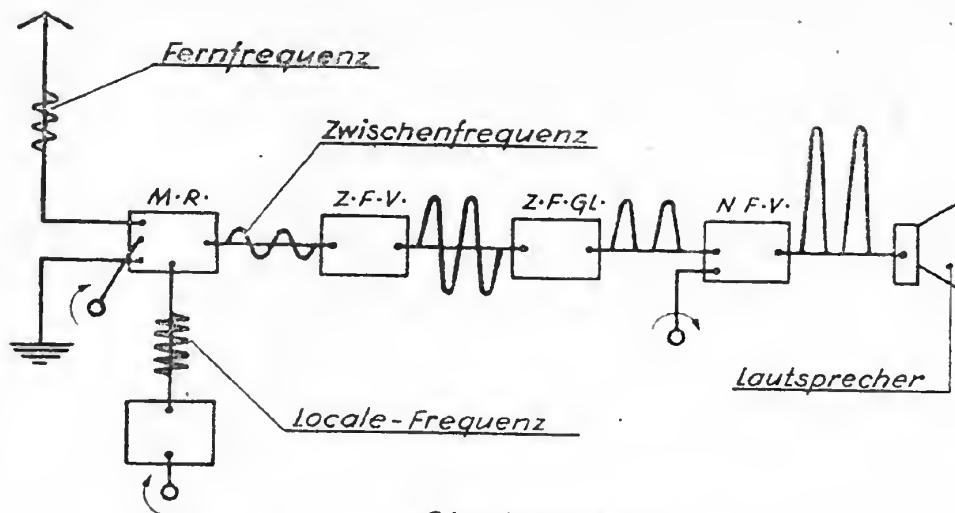 Fernfrequenz
Zwischenfrequenz
M·R·
Z·F·V·
Z·F·GL·
N F·V·
Lautsprecher
Locale-Frequenz